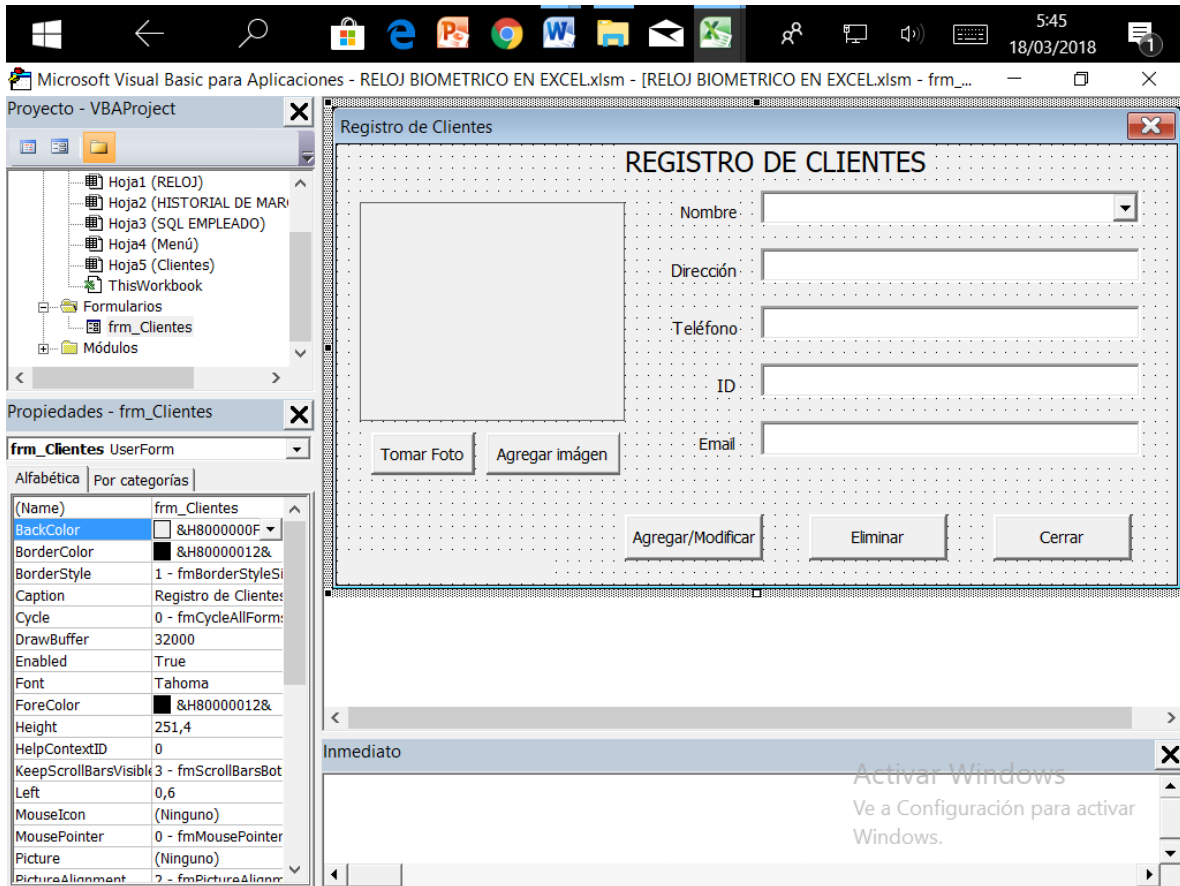 5:45
18/03/2018
1
Microsoft Visual Basic para Aplicaciones - RELOJ BIOMETRICO EN EXCEL.xlsm - [RELOJ BIOMETRICO EN EXCEL.xlsm - frm_...
Proyecto - VBAProject
Hoja1 (RELOJ)
Hoja2 (HISTORIAL DE MAR
Hoja3 (SQL EMPLEADO)
Hoja4 (Menú)
Hoja5 (Clientes)
ThisWorkbook
Formularios
frm_Clientes
Módulos
Propiedades - frm_Clientes
frm_Clientes UserForm
Alfabética
Por categorías
(Name) frm_Clientes
BackColor &H8000000F
BorderColor &H80000012&
BorderStyle 1 - fmBorderStyleSi
Caption Registro de Clientes
Cycle 0 - fmCycleAllForms
DrawBuffer 32000
Enabled True
Font Tahoma
ForeColor &H80000012&
Height 251,4
HelpContextID 0
KeepScrollBarsVisible 3 - fmScrollBarsBot
Left 0,6
MouseIcon (Ninguno)
MousePointer 0 - fmMousePointer
Picture (Ninguno)
PictureAlignment 2 - fmPictureAlignm
Registro de Clientes
REGISTRO DE CLIENTES
Nombre
Dirección
Teléfono
ID
Email
Tomar Foto
Agregar imágen
Agregar/Modificar
Eliminar
Cerrar
Inmediato
Activar Windows
Ve a Configuración para activar
Windows.